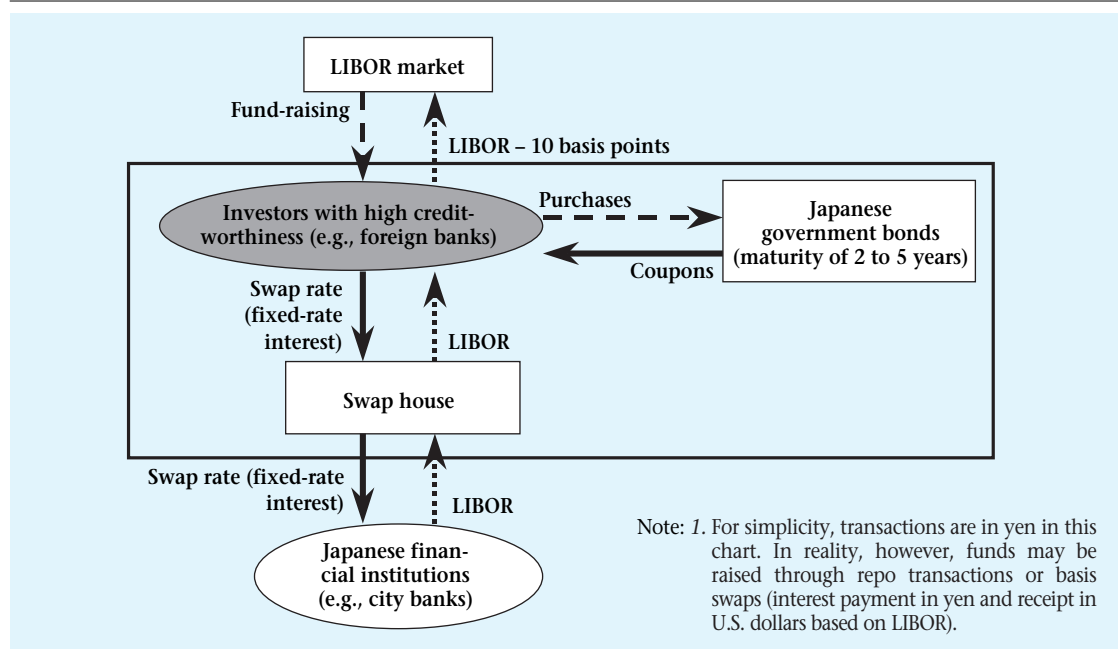 LIBOR market
Fund-raising
LIBOR – 10 basis points
Investors with high credit-
worthiness (e.g., foreign banks)
Purchases
Coupons
Japanese
government bonds
(maturity of 2 to 5 years)
Swap rate
(fixed-rate
interest)
LIBOR
Swap house
Swap rate (fixed-rate
interest)
LIBOR
Japanese finan-
cial institutions
(e.g., city banks)
Note: 1. For simplicity, transactions are in yen in this
chart. In reality, however, funds may be
raised through repo transactions or basis
swaps (interest payment in yen and receipt in
U.S. dollars based on LIBOR).